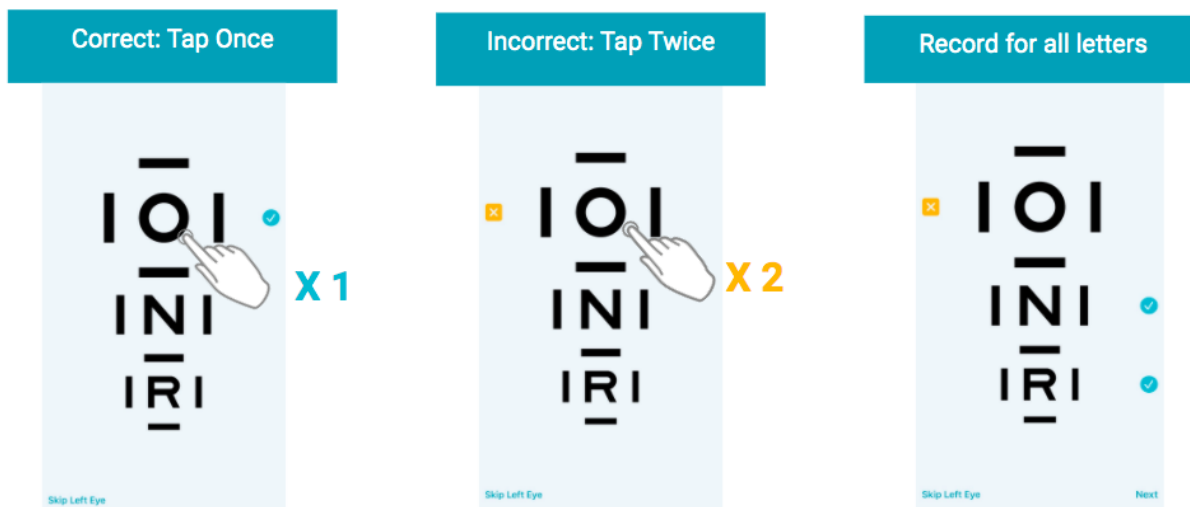 Correct: Tap Once
O
N
R
X 1
Skip Left Eye
Incorrect: Tap Twice
O
N
R
X 2
Skip Left Eye
Record for all letters
O
N
R
Skip Left Eye
Next